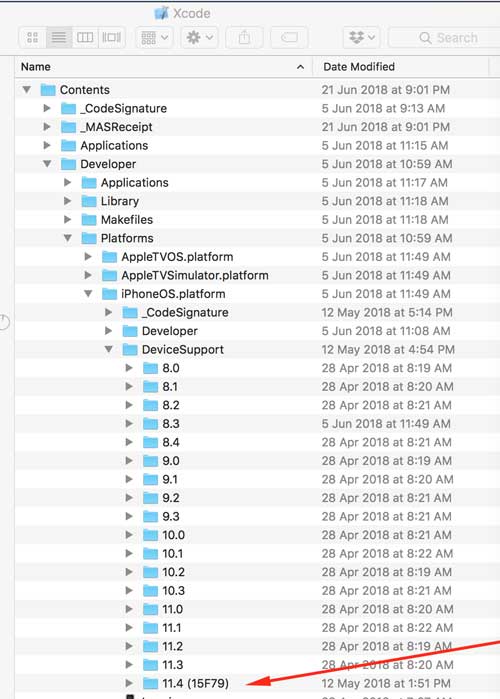 Xcode
Search
Name Date Modified
Contents 21 Jun 2018 at 9:01 PM
_CodeSignature 5 Jun 2018 at 9:13 AM
_MASReceipt 21 Jun 2018 at 9:01 PM
Applications 5 Jun 2018 at 11:15 AM
Developer 5 Jun 2018 at 10:59 AM
Applications 5 Jun 2018 at 11:17 AM
Library 5 Jun 2018 at 11:18 AM
Makefiles 5 Jun 2018 at 11:18 AM
Platforms 5 Jun 2018 at 10:59 AM
AppleTVOS.platform 5 Jun 2018 at 11:49 AM
AppleTVSimulator.platform 5 Jun 2018 at 11:49 AM
iPhoneOS.platform 5 Jun 2018 at 11:49 AM
_CodeSignature 12 May 2018 at 5:14 PM
Developer 5 Jun 2018 at 11:08 AM
DeviceSupport 12 May 2018 at 4:54 PM
8.0 28 Apr 2018 at 8:19 AM
8.1 28 Apr 2018 at 8:20 AM
8.2 28 Apr 2018 at 8:21 AM
8.3 5 Jun 2018 at 11:49 AM
8.4 28 Apr 2018 at 8:21 AM
9.0 28 Apr 2018 at 8:19 AM
9.1 28 Apr 2018 at 8:20 AM
9.2 28 Apr 2018 at 8:21 AM
9.3 28 Apr 2018 at 8:21 AM
10.0 28 Apr 2018 at 8:21 AM
10.1 28 Apr 2018 at 8:22 AM
10.2 28 Apr 2018 at 8:19 AM
10.3 28 Apr 2018 at 8:21 AM
11.0 28 Apr 2018 at 8:20 AM
11.1 28 Apr 2018 at 8:22 AM
11.2 28 Apr 2018 at 8:19 AM
11.3 28 Apr 2018 at 8:20 AM
11.4 (15F79) 12 May 2018 at 1:51 PM